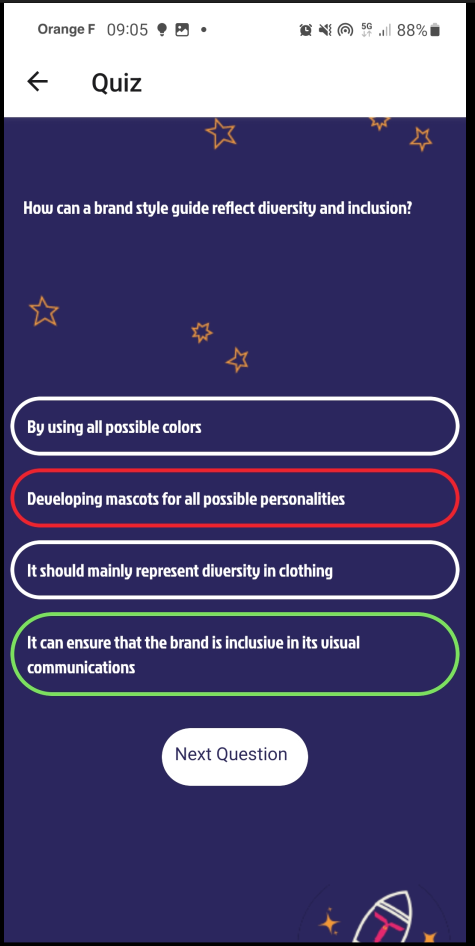 Orange F 09:05 5G 88%
Quiz
How can a brand style guide reflect diversity and inclusion?
By using all possible colors
Developing mascots for all possible personalities
It should mainly represent diversity in clothing
It can ensure that the brand is inclusive in its visual
communications
Next Question